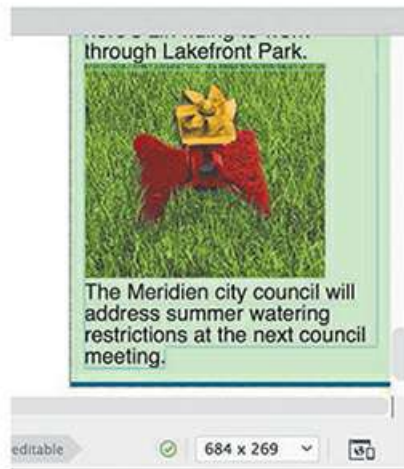 through Lakefront Park.
The Meridien city council will
address summer watering
restrictions at the next council
meeting.
editable
684 x 269